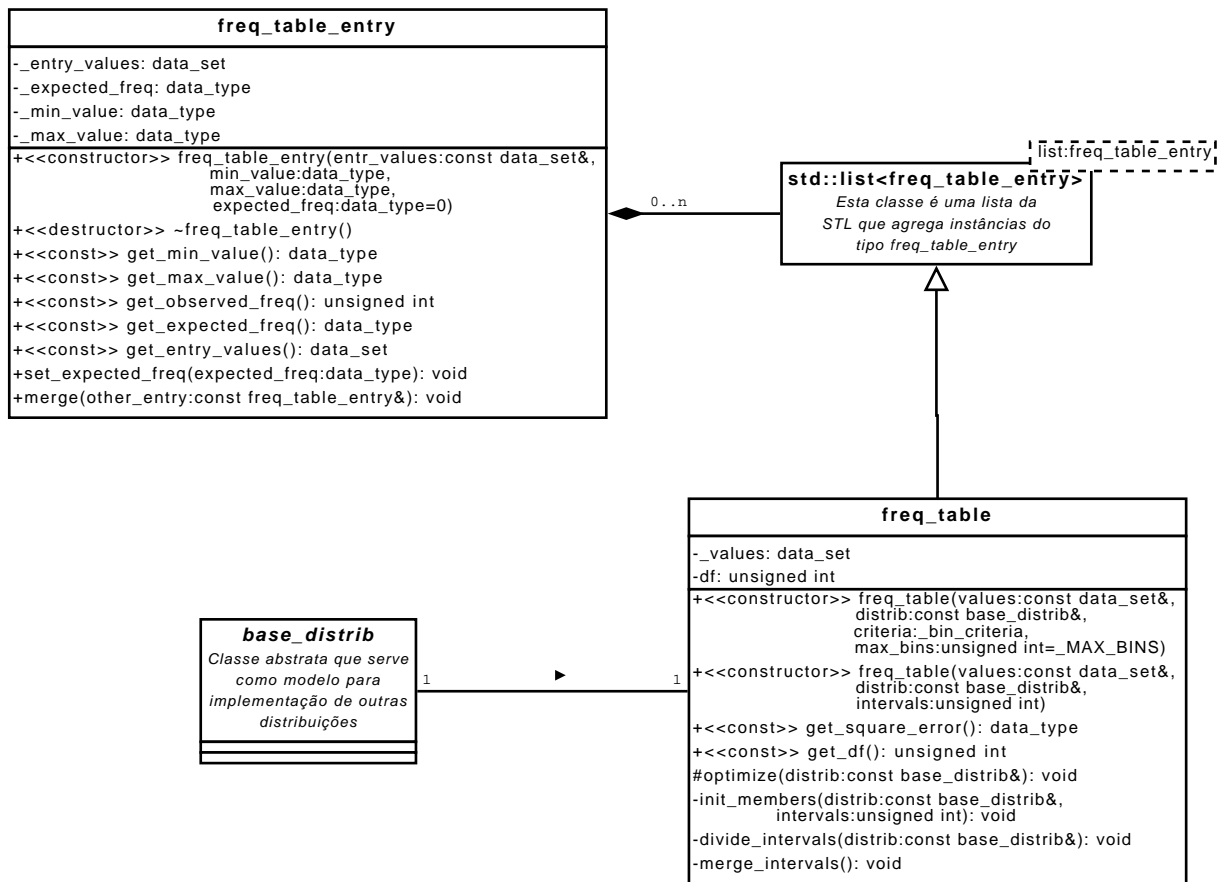 freq_table_entry
-_entry_values: data_set
-_expected_freq: data_type
-_min_value: data_type
-_max_value: data_type
+<<constructor>> freq_table_entry(entr_values:const data_set&,
min_value:data_type,
max_value:data_type,
expected_freq:data_type=0)
+<<destructor>> ~freq_table_entry()
+<<const>> get_min_value(): data_type
+<<const>> get_max_value(): data_type
+<<const>> get_observed_freq(): unsigned int
+<<const>> get_expected_freq(): data_type
+<<const>> get_entry_values(): data_set
+set_expected_freq(expected_freq:data_type): void
+merge(other_entry:const freq_table_entry&): void
0..n
list:freq_table_entry
std::list<freq_table_entry>
Esta classe é uma lista da
STL que agrega instâncias do
tipo freq_table_entry
freq_table
-_values: data_set
-df: unsigned int
+<<constructor>> freq_table(values:const data_set&,
distrib:const base_distrib&,
criteria:_bin_criteria,
max_bins:unsigned int=_MAX_BINS)
+<<constructor>> freq_table(values:const data_set&,
distrib:const base_distrib&,
intervals:unsigned int)
+<<const>> get_square_error(): data_type
+<<const>> get_df(): unsigned int
#optimize(distrib:const base_distrib&): void
-init_members(distrib:const base_distrib&,
intervals:unsigned int): void
-divide_intervals(distrib:const base_distrib&): void
-merge_intervals(): void
base_distrib
Classe abstrata que serve
como modelo para
implementação de outras
distribuições
1
1